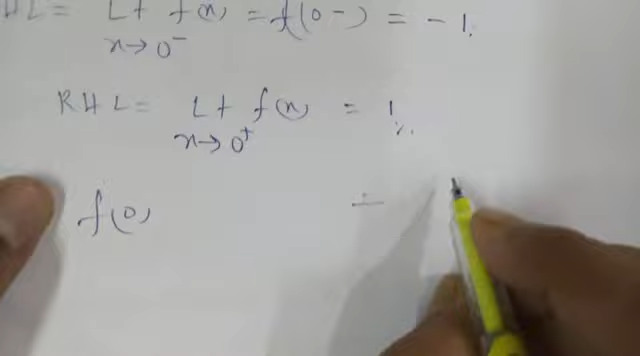 HL = Lt f(x) = f(0-) = -1.
x→0⁻
RHL = Lt f(x) = 1
x→0⁺
f(0)